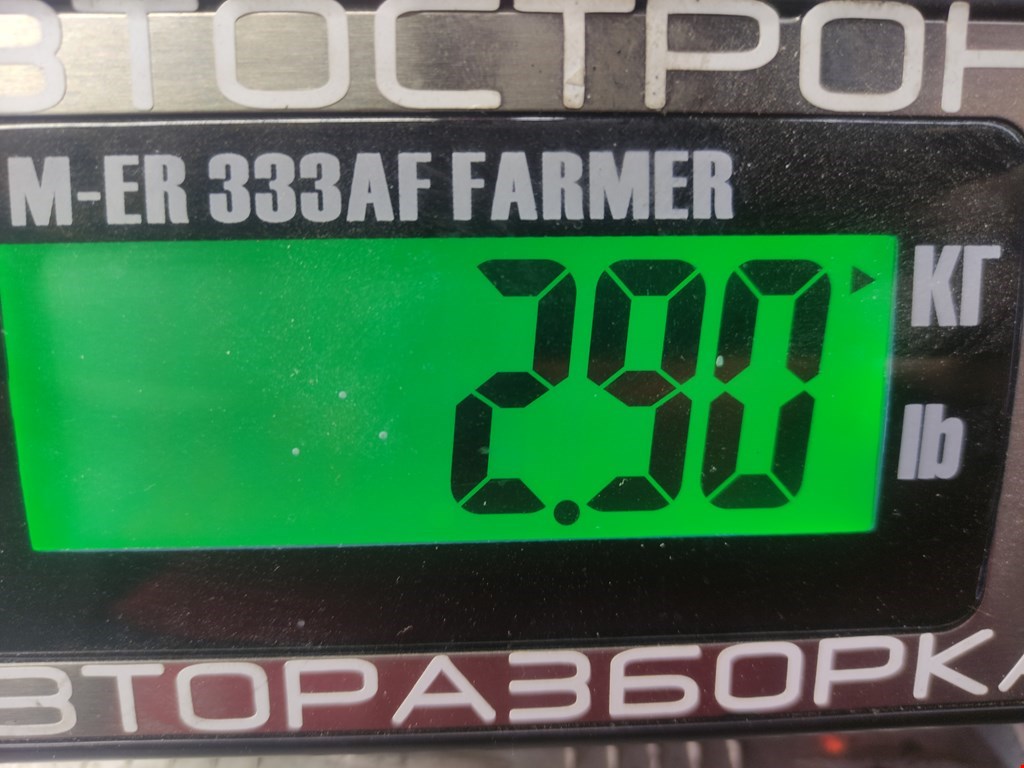 ВТОСТРОН
M-ER 333AF FARMER
2.90
КГ
lb
ВТОРАЗБОРКА